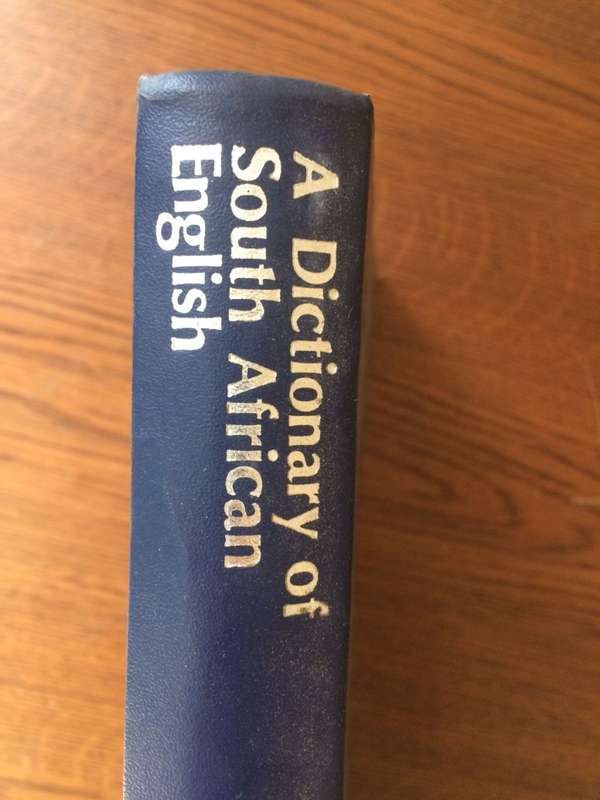 A Dictionary of
South African
English